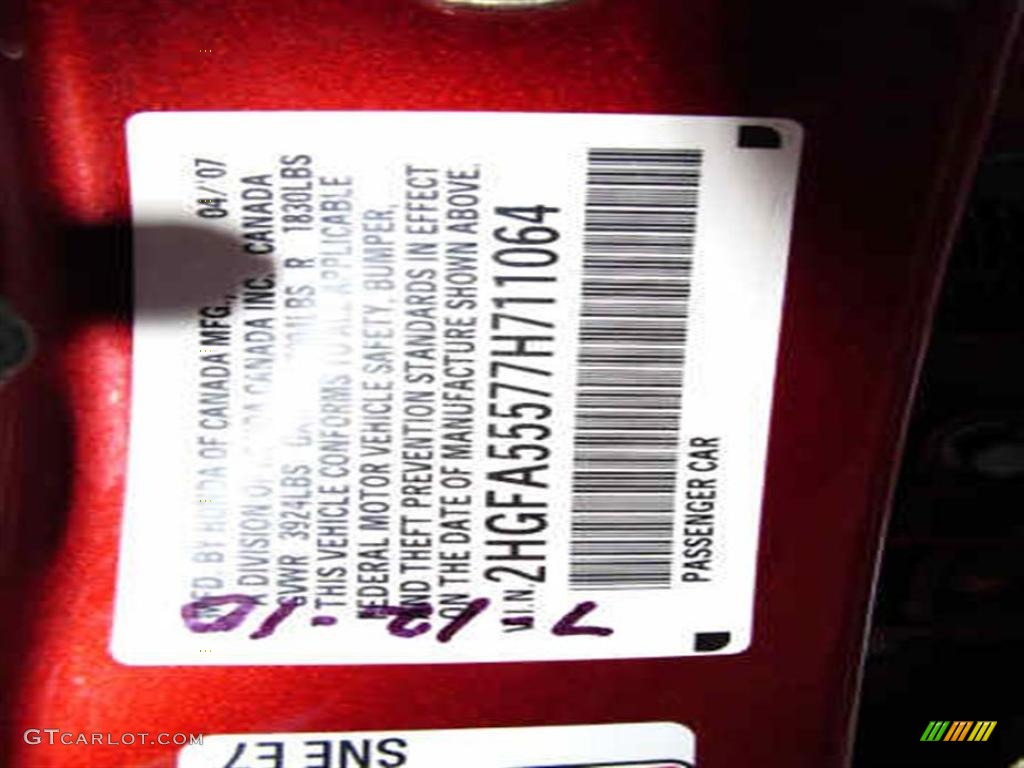 MFD BY HONDA OF CANADA MFG., 04/'07
A DIVISION OF HONDA CANADA INC. CANADA
GVWR 3924LBS LBS R 1830LBS
THIS VEHICLE CONFORMS TO ALL APPLICABLE
FEDERAL MOTOR VEHICLE SAFETY, BUMPER,
AND THEFT PREVENTION STANDARDS IN EFFECT
ON THE DATE OF MANUFACTURE SHOWN ABOVE.
V.I.N. 2HGFA55577H711064
PASSENGER CAR
SNE E7
GTCARLOT.COM